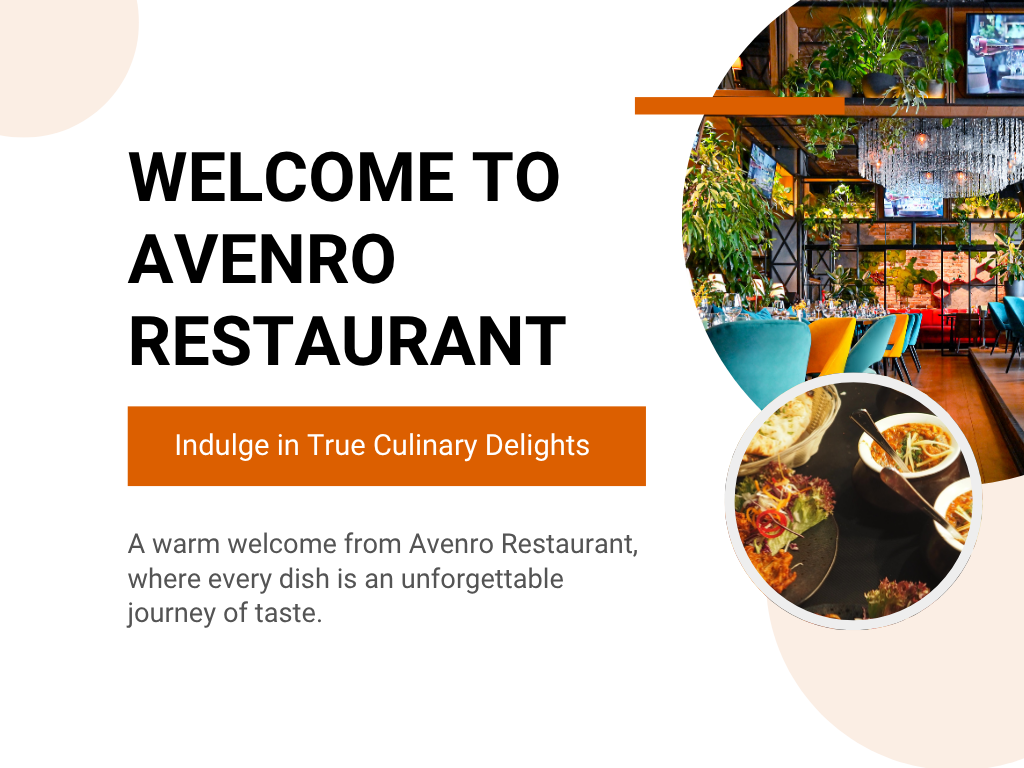 WELCOME TO
AVENRO
RESTAURANT
Indulge in True Culinary Delights
A warm welcome from Avenro Restaurant,
where every dish is an unforgettable
journey of taste.